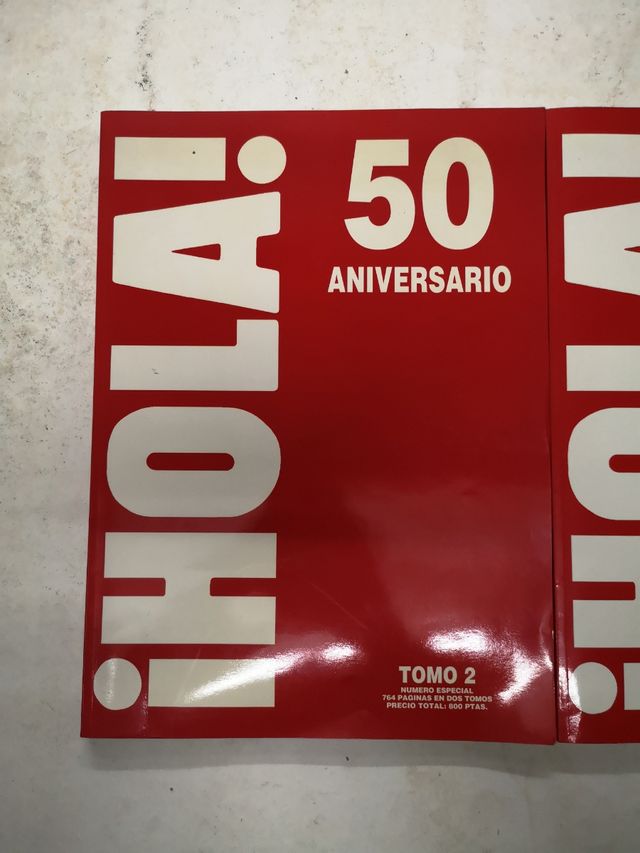 ¡HOLA!
50
ANIVERSARIO
TOMO 2
NUMERO ESPECIAL
764 PAGINAS EN DOS TOMOS
PRECIO TOTAL: 800 PTAS.
¡HOLA!